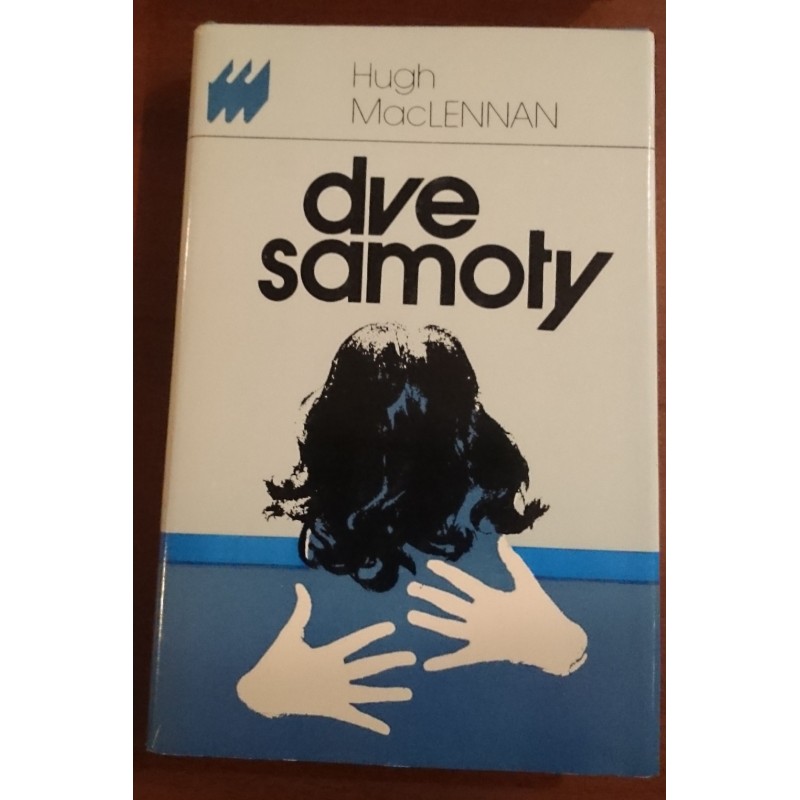 Hugh
MacLENNAN
dve
samoty